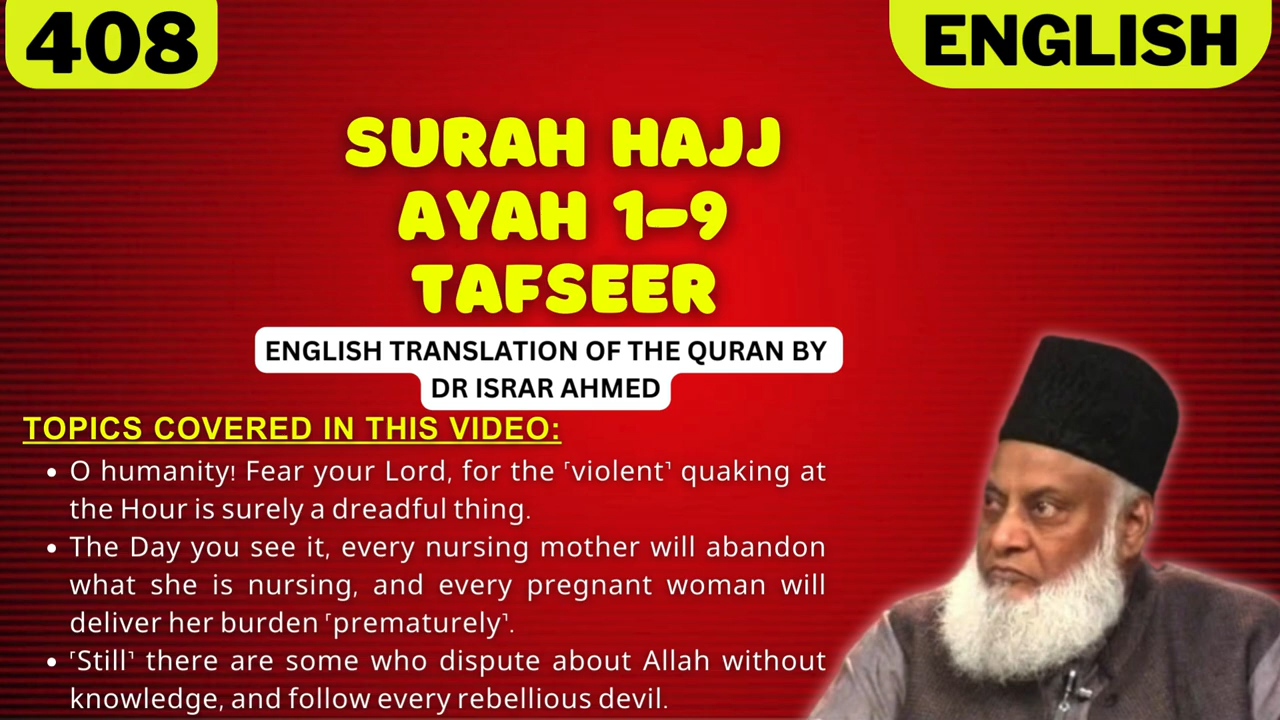 408
ENGLISH
SURAH HAJJ
AYAH 1–9
TAFSEER
ENGLISH TRANSLATION OF THE QURAN BY
DR ISRAR AHMED
TOPICS COVERED IN THIS VIDEO:
• O humanity! Fear your Lord, for the ˹violent˺ quaking at
the Hour is surely a dreadful thing.
• The Day you see it, every nursing mother will abandon
what she is nursing, and every pregnant woman will
deliver her burden ˹prematurely˺.
• ˹Still˺ there are some who dispute about Allah without
knowledge, and follow every rebellious devil.